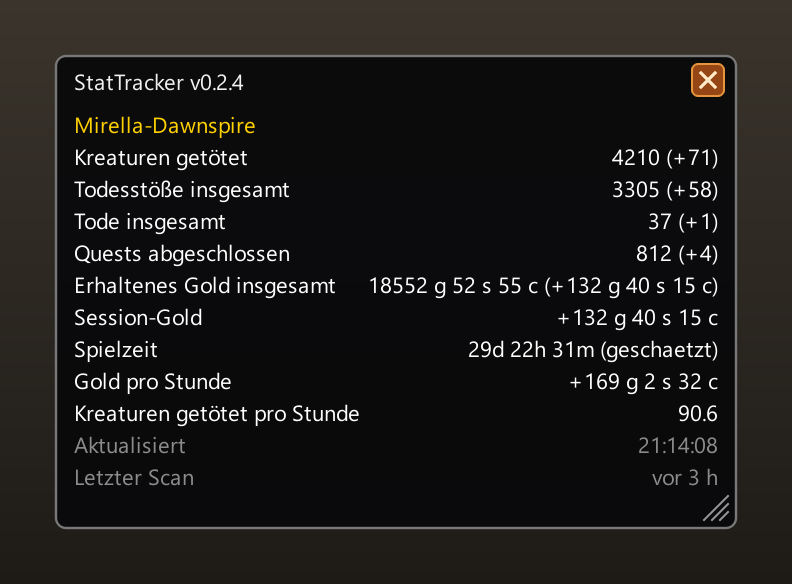 StatTracker v0.2.4
Mirella-Dawnspire
Kreaturen getötet 4210 (+71)
Todesstöße insgesamt 3305 (+58)
Tode insgesamt 37 (+1)
Quests abgeschlossen 812 (+4)
Erhaltenes Gold insgesamt 18552 g 52 s 55 c (+132 g 40 s 15 c)
Session-Gold +132 g 40 s 15 c
Spielzeit 29d 22h 31m (geschaetzt)
Gold pro Stunde +169 g 2 s 32 c
Kreaturen getötet pro Stunde 90.6
Aktualisiert 21:14:08
Letzter Scan vor 3 h